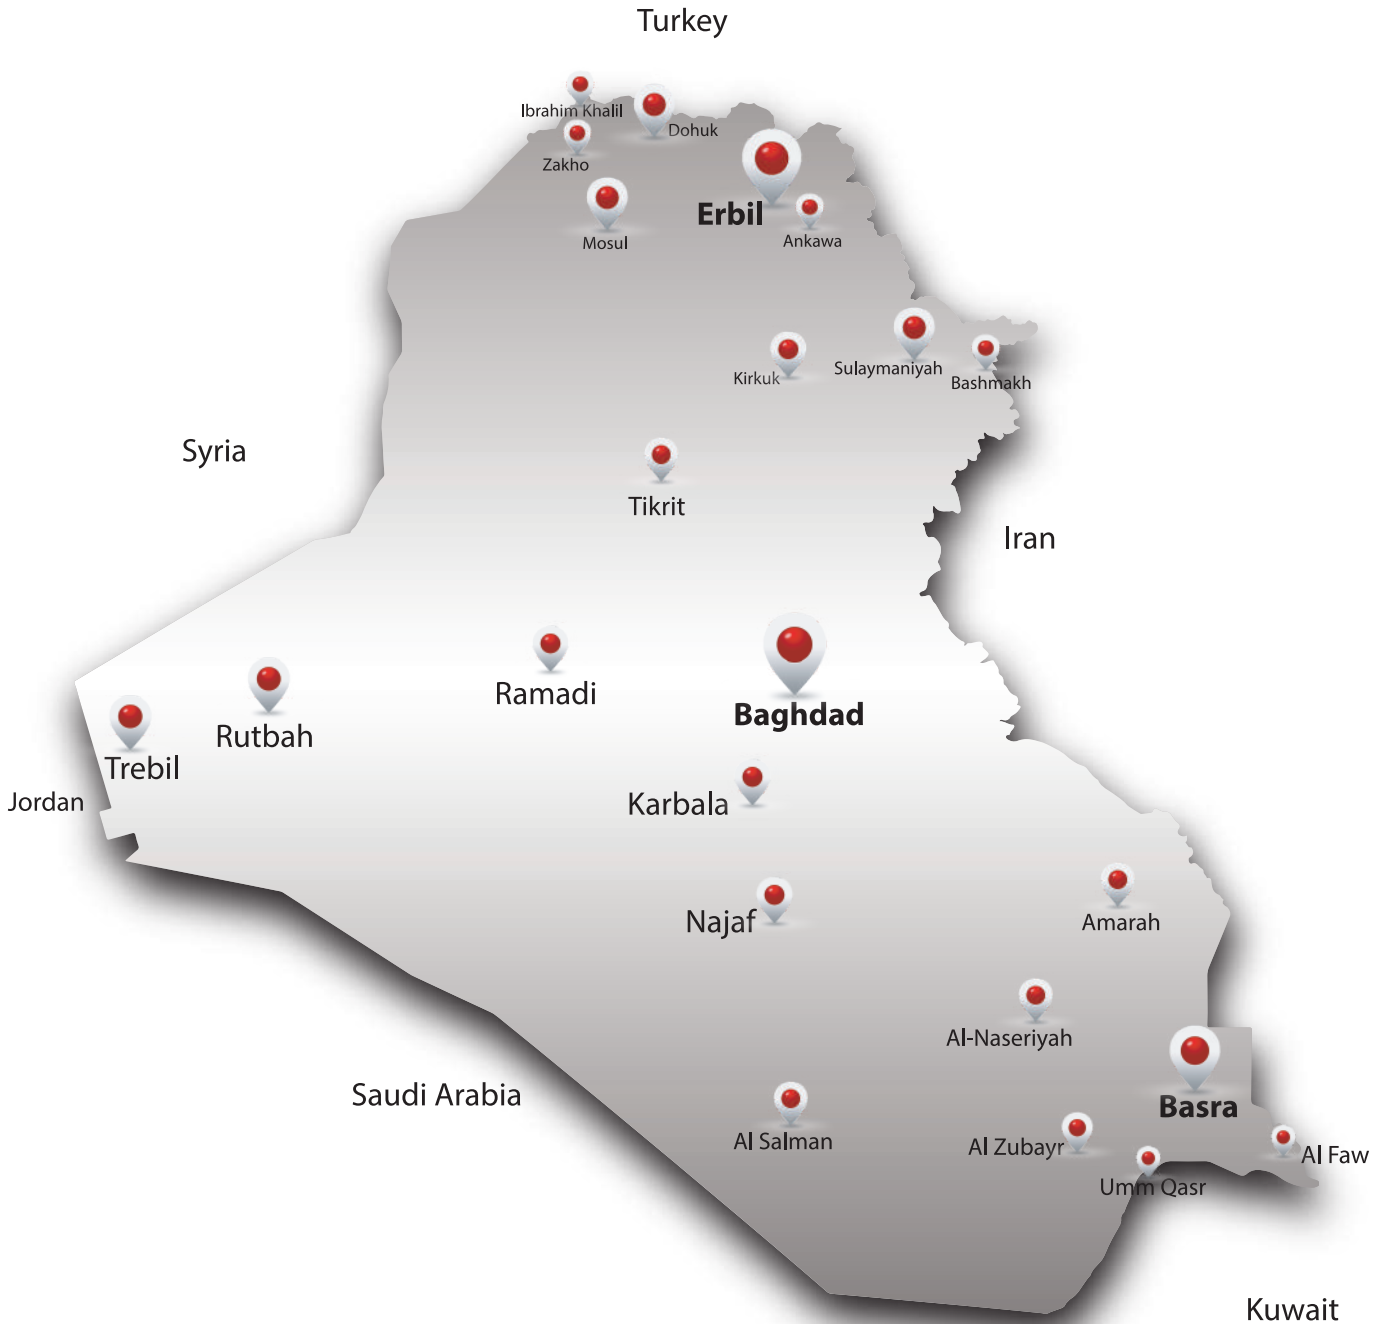 Turkey
Ibrahim Khalil
Dohuk
Zakho
Erbil
Mosul
Ankawa
Kirkuk
Sulaymaniyah
Bashmakh
Syria
Tikrit
Iran
Ramadi
Baghdad
Rutbah
Trebil
Jordan
Karbala
Najaf
Amarah
Al-Naseriyah
Saudi Arabia
Basra
Al Salman
Al Zubayr
Al Faw
Umm Qasr
Kuwait